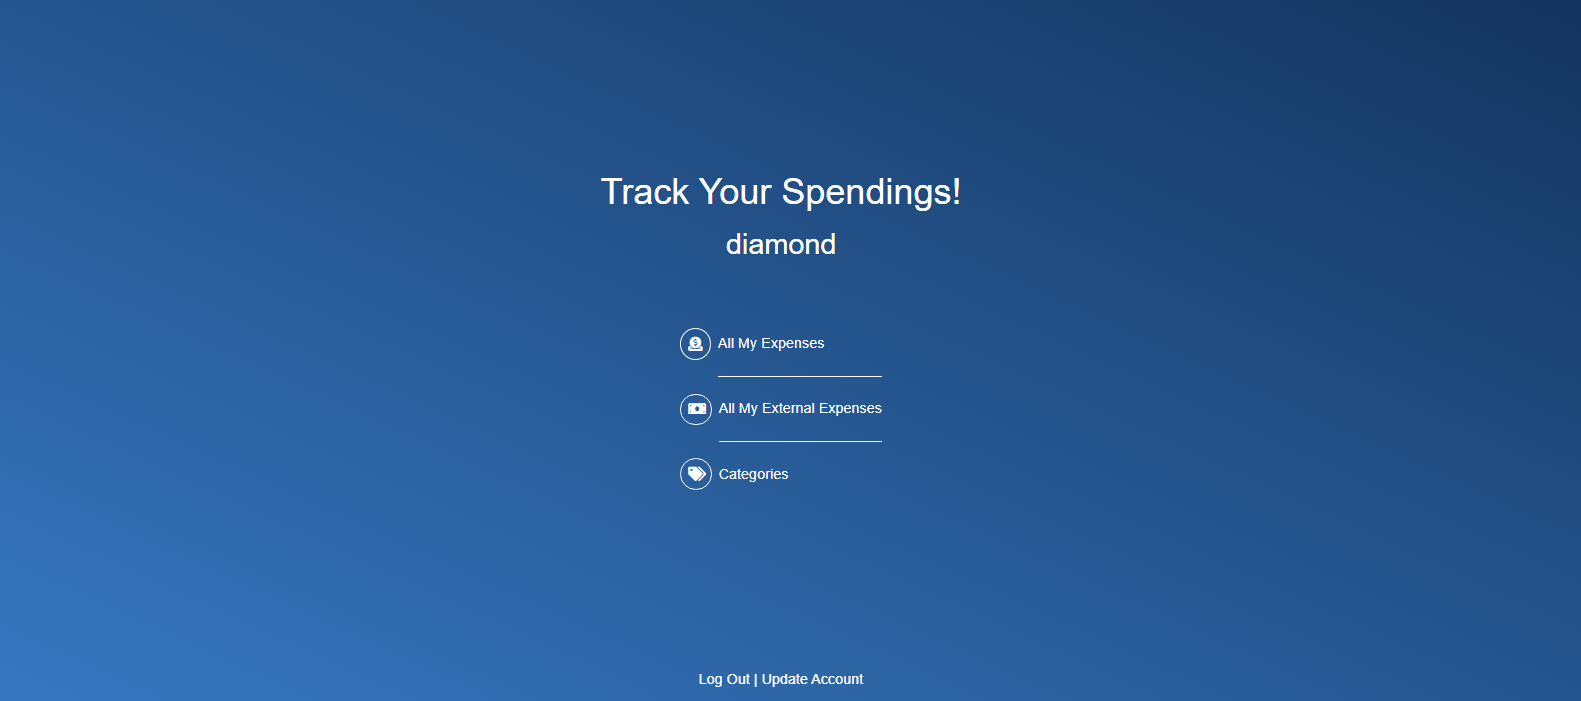 Track Your Spendings!
diamond
All My Expenses
All My External Expenses
Categories
Log Out | Update Account